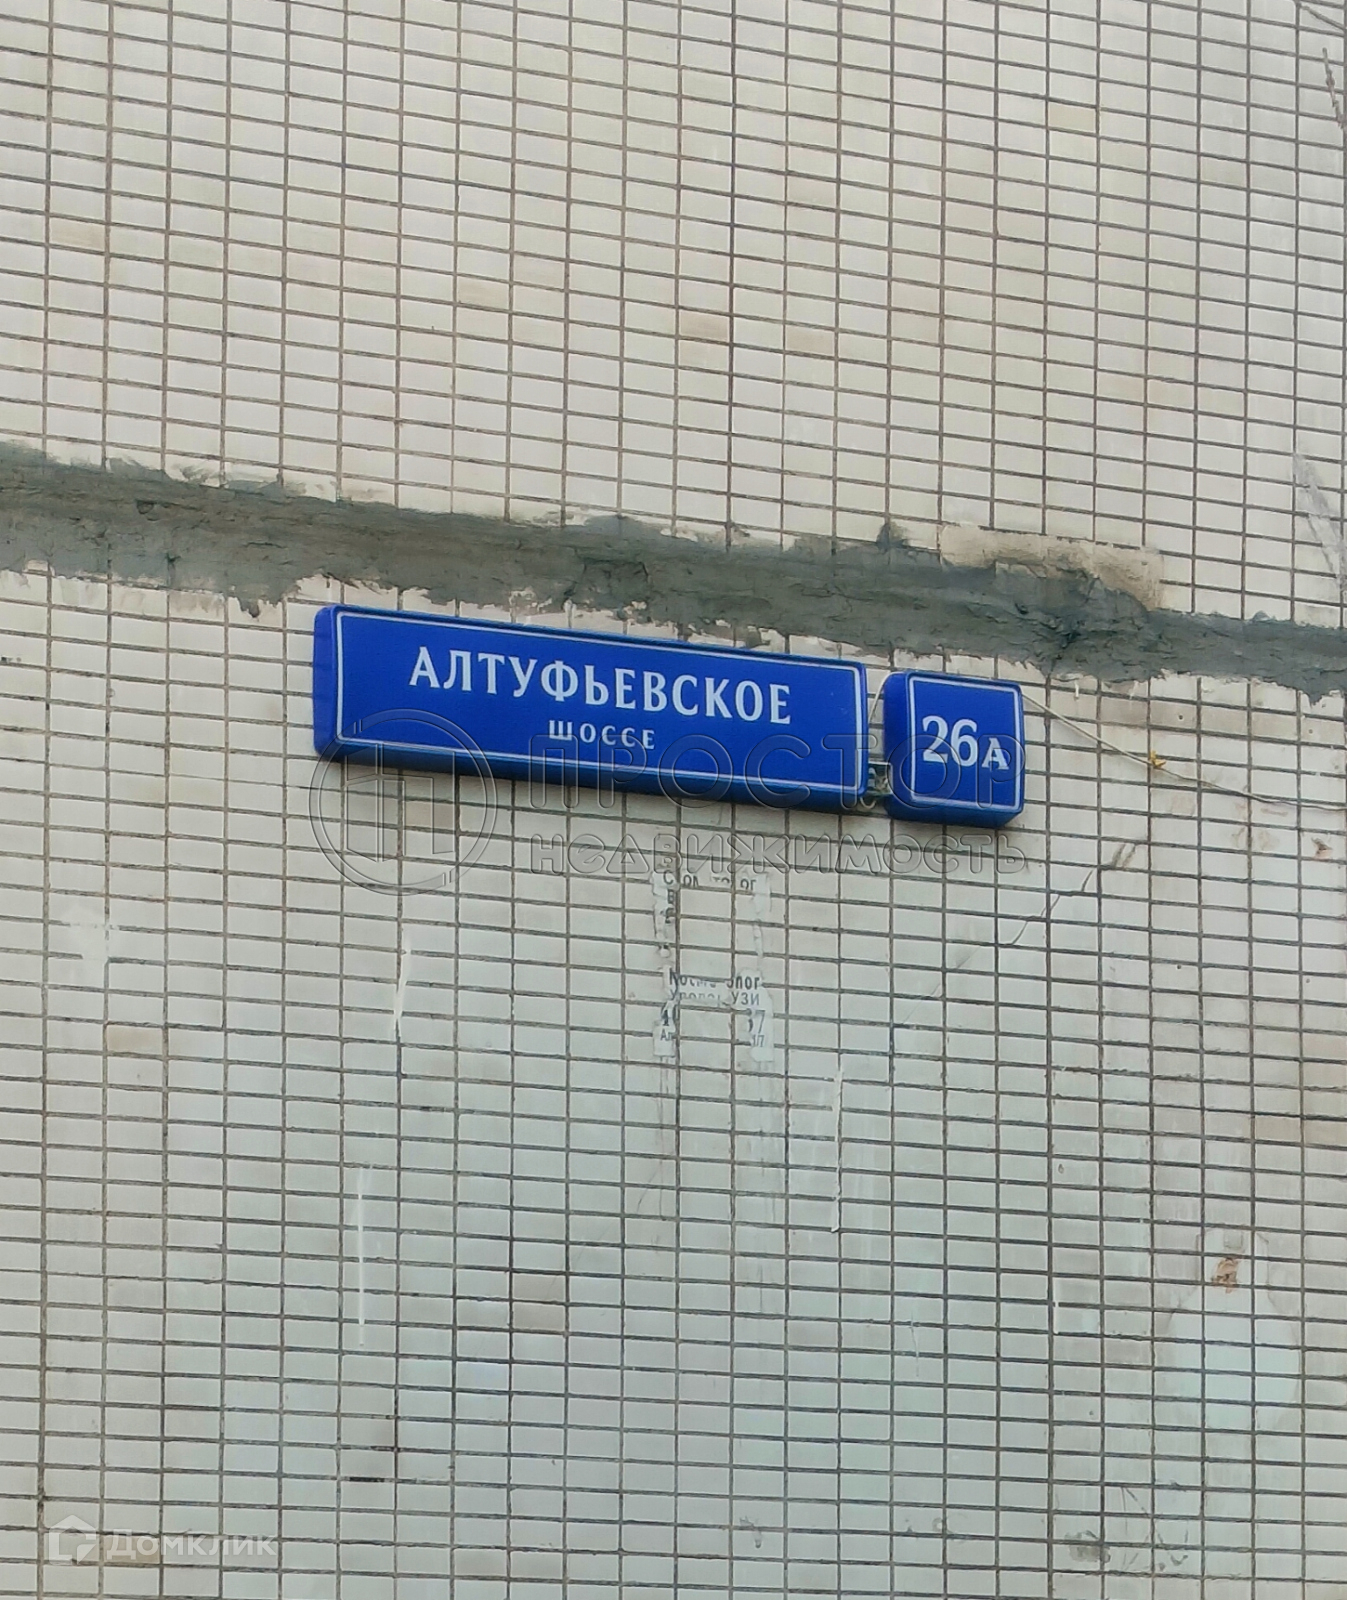 АЛТУФЬЕВСКОЕ
ШОССЕ
26А
ПРОСТОР
недвижимость
УЗИ
Домклик